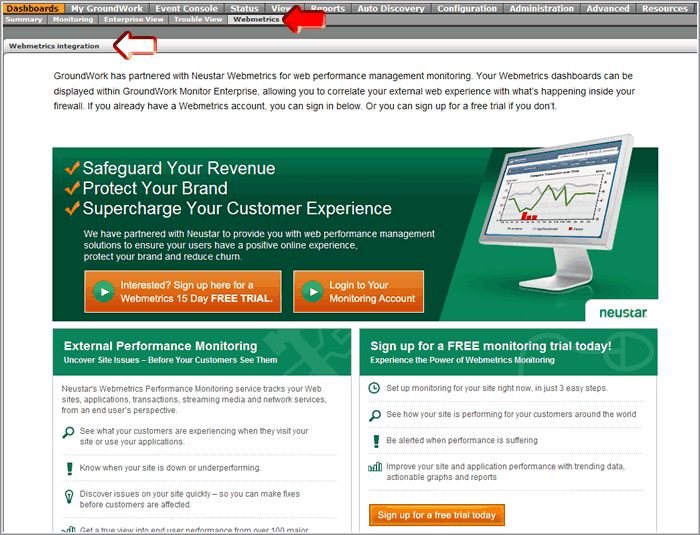 Dashboards My GroundWork Event Console Status Reports Auto Discovery Configuration Administration Advanced Resources
Summary Monitoring Enterprise View Trouble View Webmetrics
Webmetrics integration
GroundWork has partnered with Neustar Webmetrics for web performance management monitoring. Your Webmetrics dashboards can be
displayed within GroundWork Monitor Enterprise, allowing you to correlate your external web experience with what's happening inside your
firewall. If you already have a Webmetrics account, you can sign in below. Or you can sign up for a free trial if you don't.
Safeguard Your Revenue
Protect Your Brand
Supercharge Your Customer Experience
We have partnered with Neustar to provide you with web performance management
solutions to ensure your users have a positive online experience,
protect your brand and reduce churn.
Interested? Sign up here for a
Webmetrics 15 Day FREE TRIAL.
Login to Your
Monitoring Account
neustar
External Performance Monitoring
Uncover Site Issues – Before Your Customers See Them
Neustar's Webmetrics Performance Monitoring service tracks your Web
sites, applications, transactions, streaming media and network services,
from an end user's perspective.
See what your customers are experiencing when they visit your
site or use your applications.
Know when your site is down or underperforming.
Discover issues on your site quickly – so you can make fixes
before customers are affected.
Get a true view into end user performance from over 100 major
Sign up for a FREE monitoring trial today!
Experience the Power of Webmetrics Monitoring
Set up monitoring for your site right now, in just 3 easy steps.
See how your site is performing for your customers around the world
Be alerted when performance is suffering
Improve your site and application performance with trending data,
actionable graphs and reports
Sign up for a free trial today